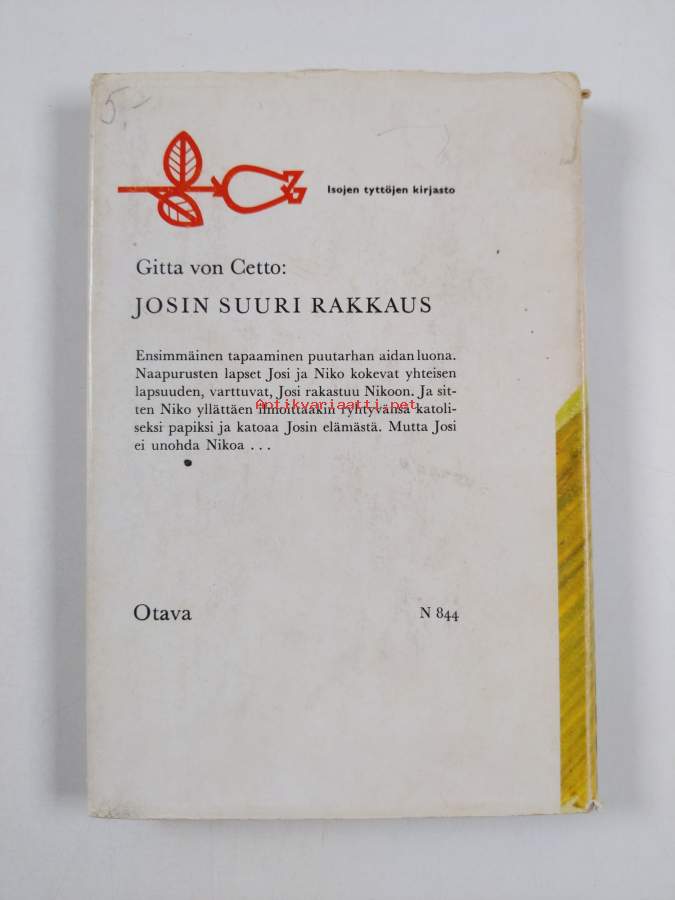 5.-
Isojen tyttöjen kirjasto
Gitta von Cetto:
JOSIN SUURI RAKKAUS
Ensimmäinen tapaaminen puutarhan aidan luona.
Naapurusten lapset Josi ja Niko kokevat yhteisen
lapsuuden, varttuvat, Josi rakastuu Nikoon. Ja sit-
ten Niko yllättäen ilmoittaakin ryhtyvänsä katoli-
Antikvariaatti.net
seksi papiksi ja katoaa Josin elämästä. Mutta Josi
ei unohda Nikoa . . .
Otava
N 844